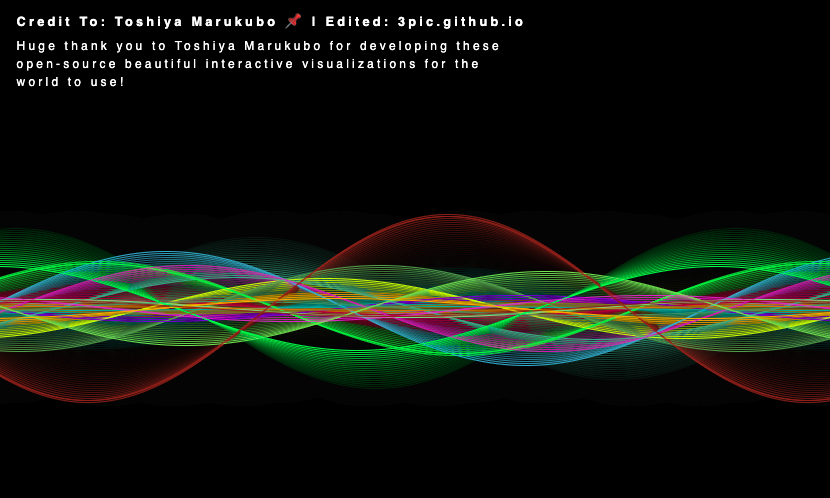 Credit To: Toshiya Marukubo 📌 I Edited: 3pic.github.io
Huge thank you to Toshiya Marukubo for developing these
open-source beautiful interactive visualizations for the
world to use!